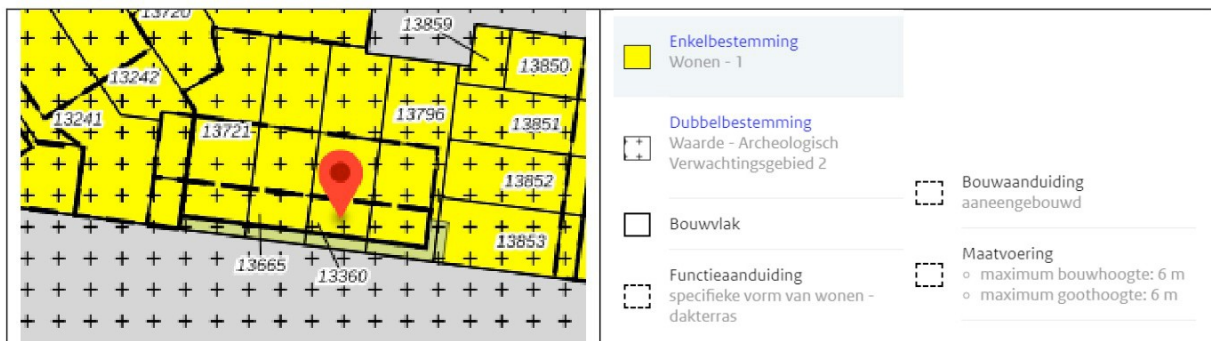 13720
13859
13850
13242
13241
13721
13796
13851
13852
13853
13665
13360
Enkelbestemming
Wonen - 1
Dubbelbestemming
Waarde - Archeologisch
Verwachtingsgebied 2
Bouwvlak
Functieaanduiding
specifieke vorm van wonen -
dakterras
Bouwaanduiding
aaneengebouwd
Maatvoering
maximum bouwhoogte: 6 m
maximum goothoogte: 6 m